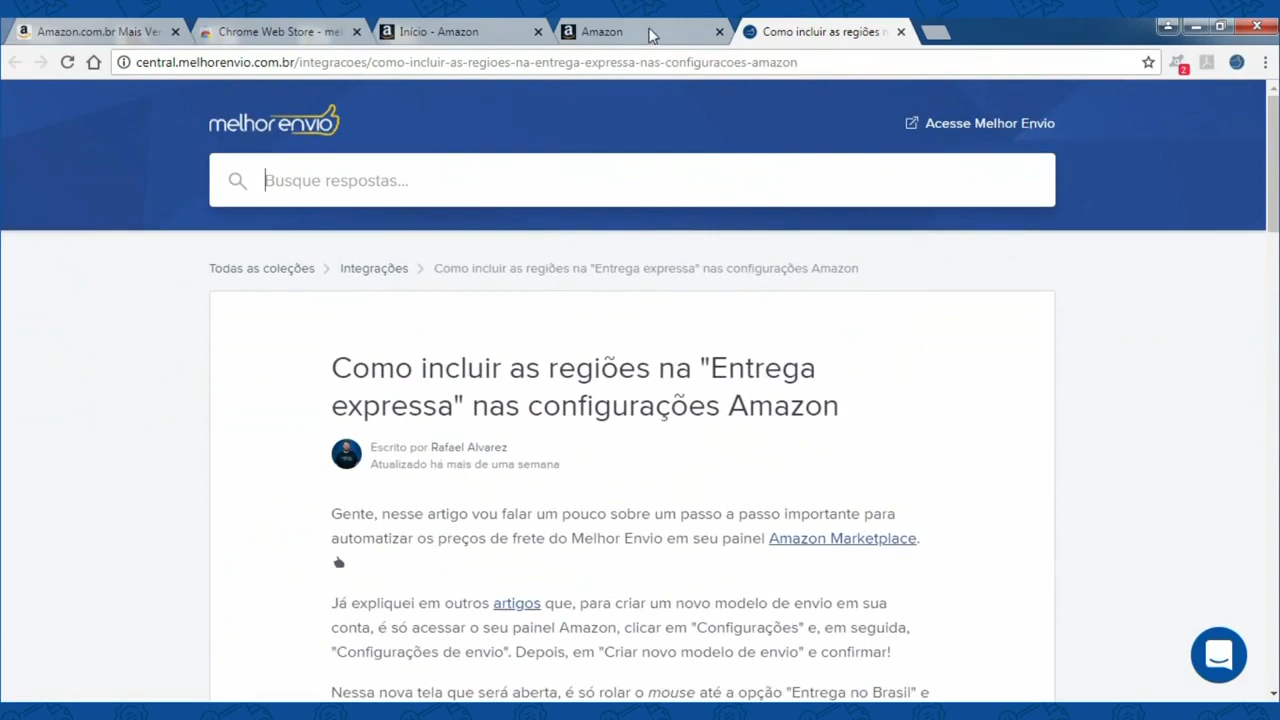 Amazon.com.br Mais Ver
Chrome Web Store - mel
Início - Amazon
Amazon
Como incluir as regiões n
central.melhorenvio.com.br/integracoes/como-incluir-as-regioes-na-entrega-expressa-nas-configuracoes-amazon
2
melhorenvio
Acesse Melhor Envio
Busque respostas...
Todas as coleções
Integrações
Como incluir as regiões na "Entrega expressa" nas configurações Amazon
Como incluir as regiões na "Entrega
expressa" nas configurações Amazon
Escrito por Rafael Alvarez
Atualizado há mais de uma semana
Gente, nesse artigo vou falar um pouco sobre um passo a passo importante para
automatizar os preços de frete do Melhor Envio em seu painel Amazon Marketplace.
Já expliquei em outros artigos que, para criar um novo modelo de envio em sua
conta, é só acessar o seu painel Amazon, clicar em "Configurações" e, em seguida,
"Configurações de envio". Depois, em "Criar novo modelo de envio" e confirmar!
Nessa nova tela que será aberta, é só rolar o mouse até a opção "Entrega no Brasil" e